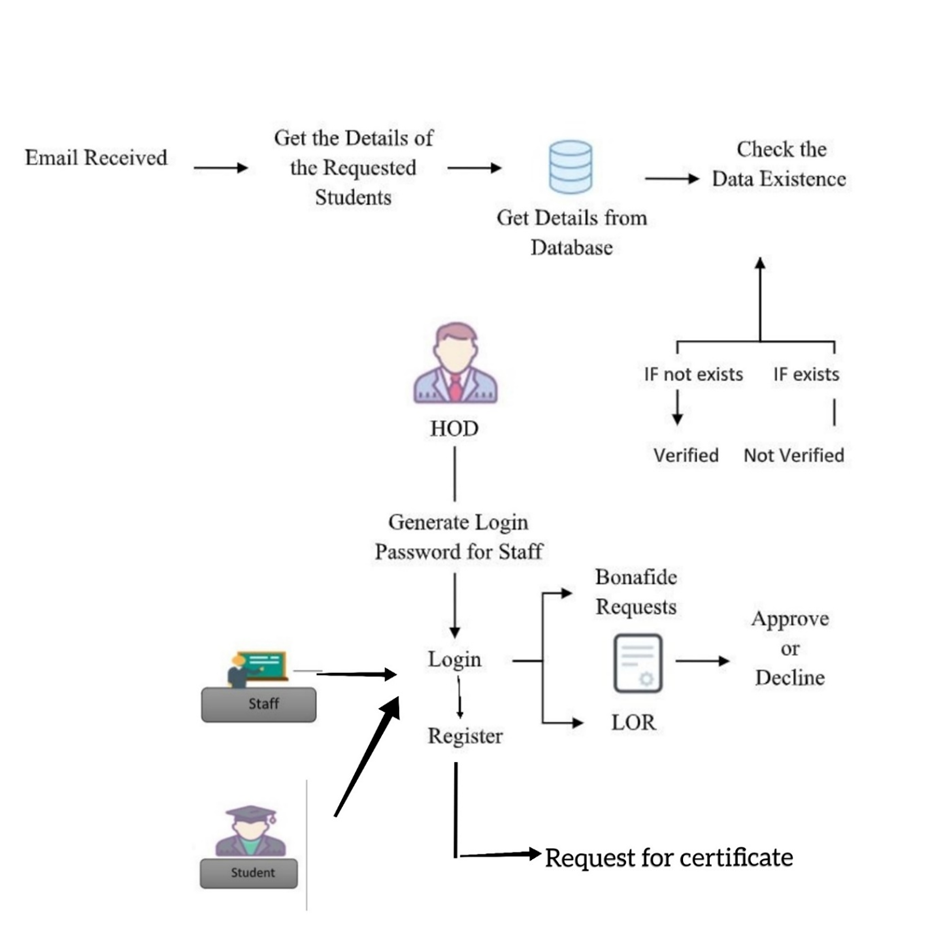 Email Received
Get the Details of
the Requested
Students
Get Details from
Database
Check the
Data Existence
IF not exists
IF exists
Verified
Not Verified
HOD
Generate Login
Password for Staff
Login
Register
Staff
Student
Bonafide
Requests
LOR
Approve
or
Decline
Request for certificate